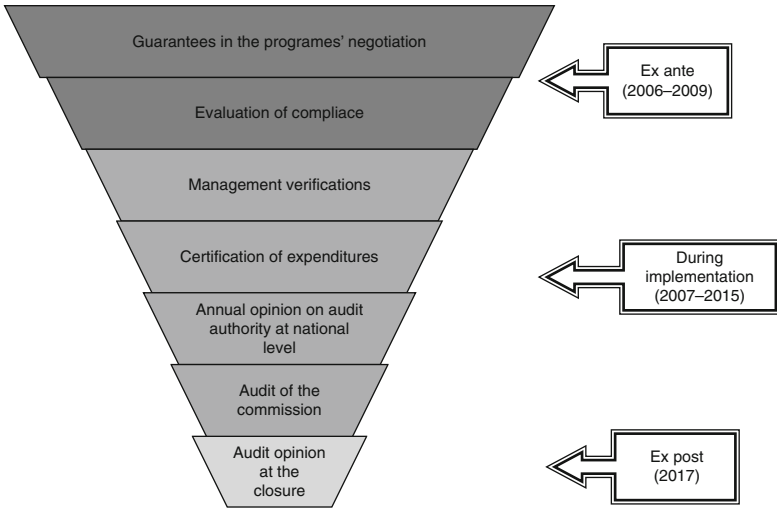 Guarantees in the programes’ negotiation
Evaluation of compliace
Management verifications
Certification of expenditures
Annual opinion on audit
authority at national
level
Audit of the
commission
Audit opinion
at the
closure
Ex ante
(2006–2009)
During
implementation
(2007–2015)
Ex post
(2017)